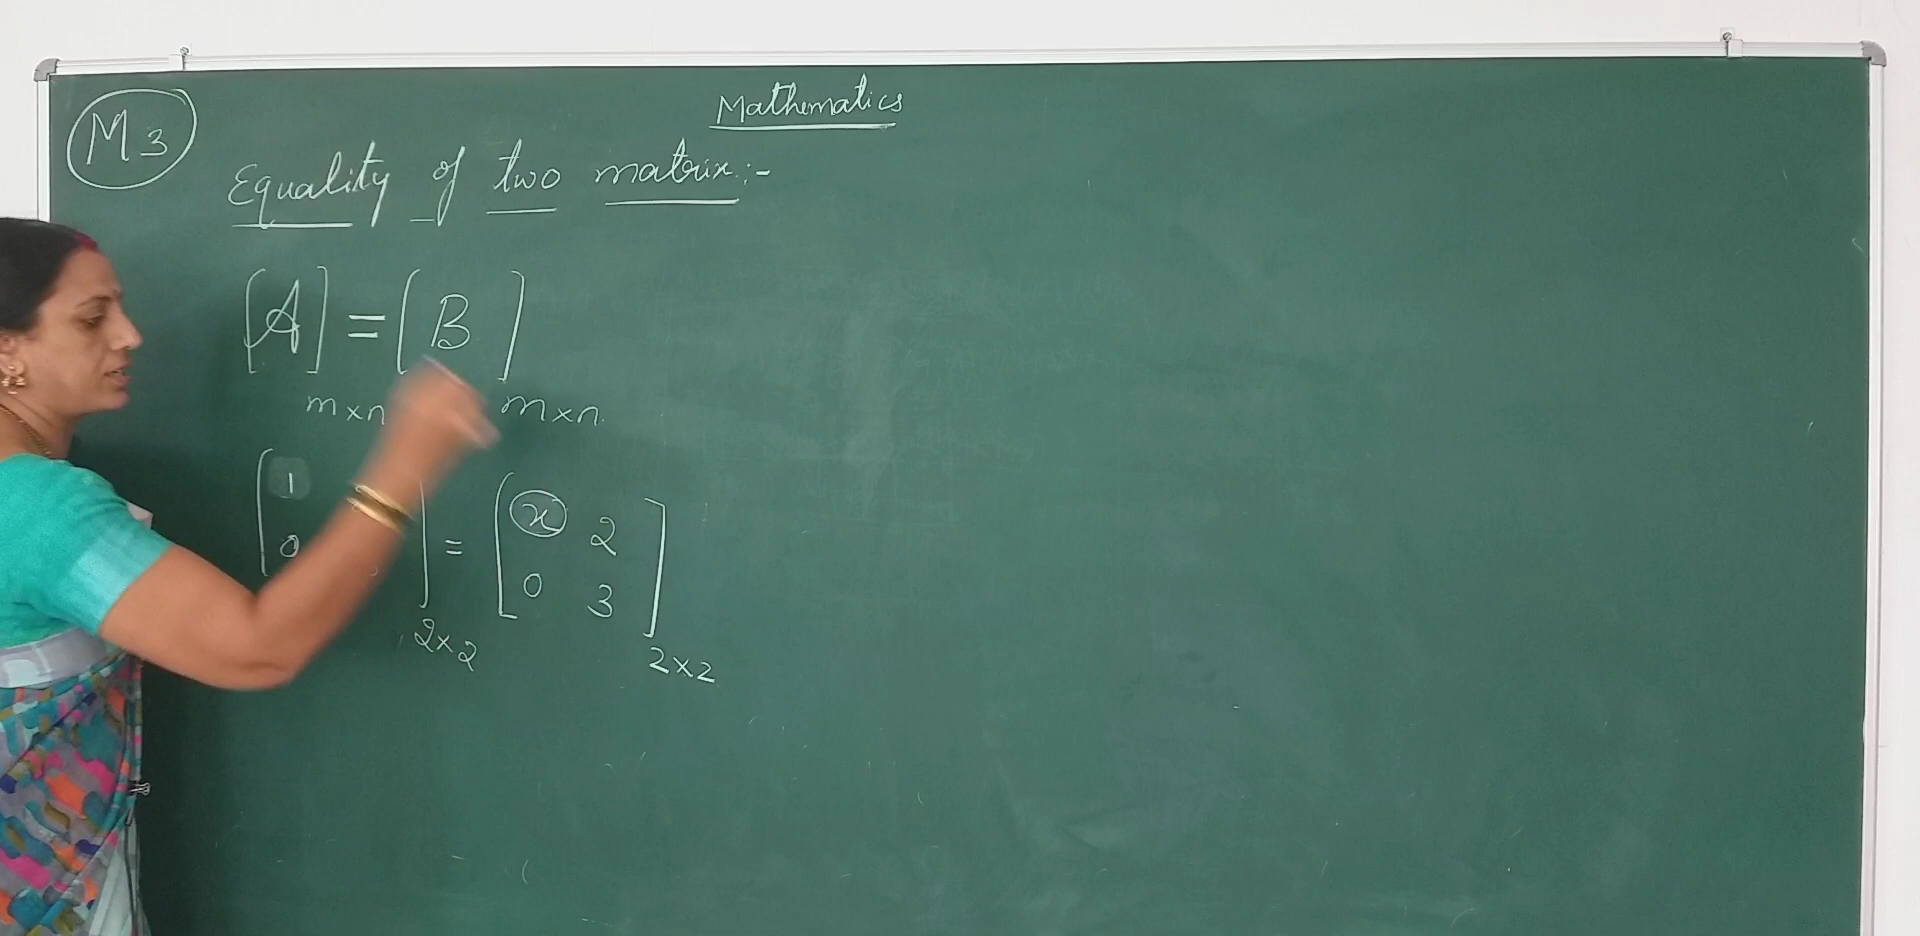 Mathematics
M3
Equality of two matrix:-
[A] = [B]
m×n m×n
[1
0 ] = [x 2
0 3]
2×2 2×2